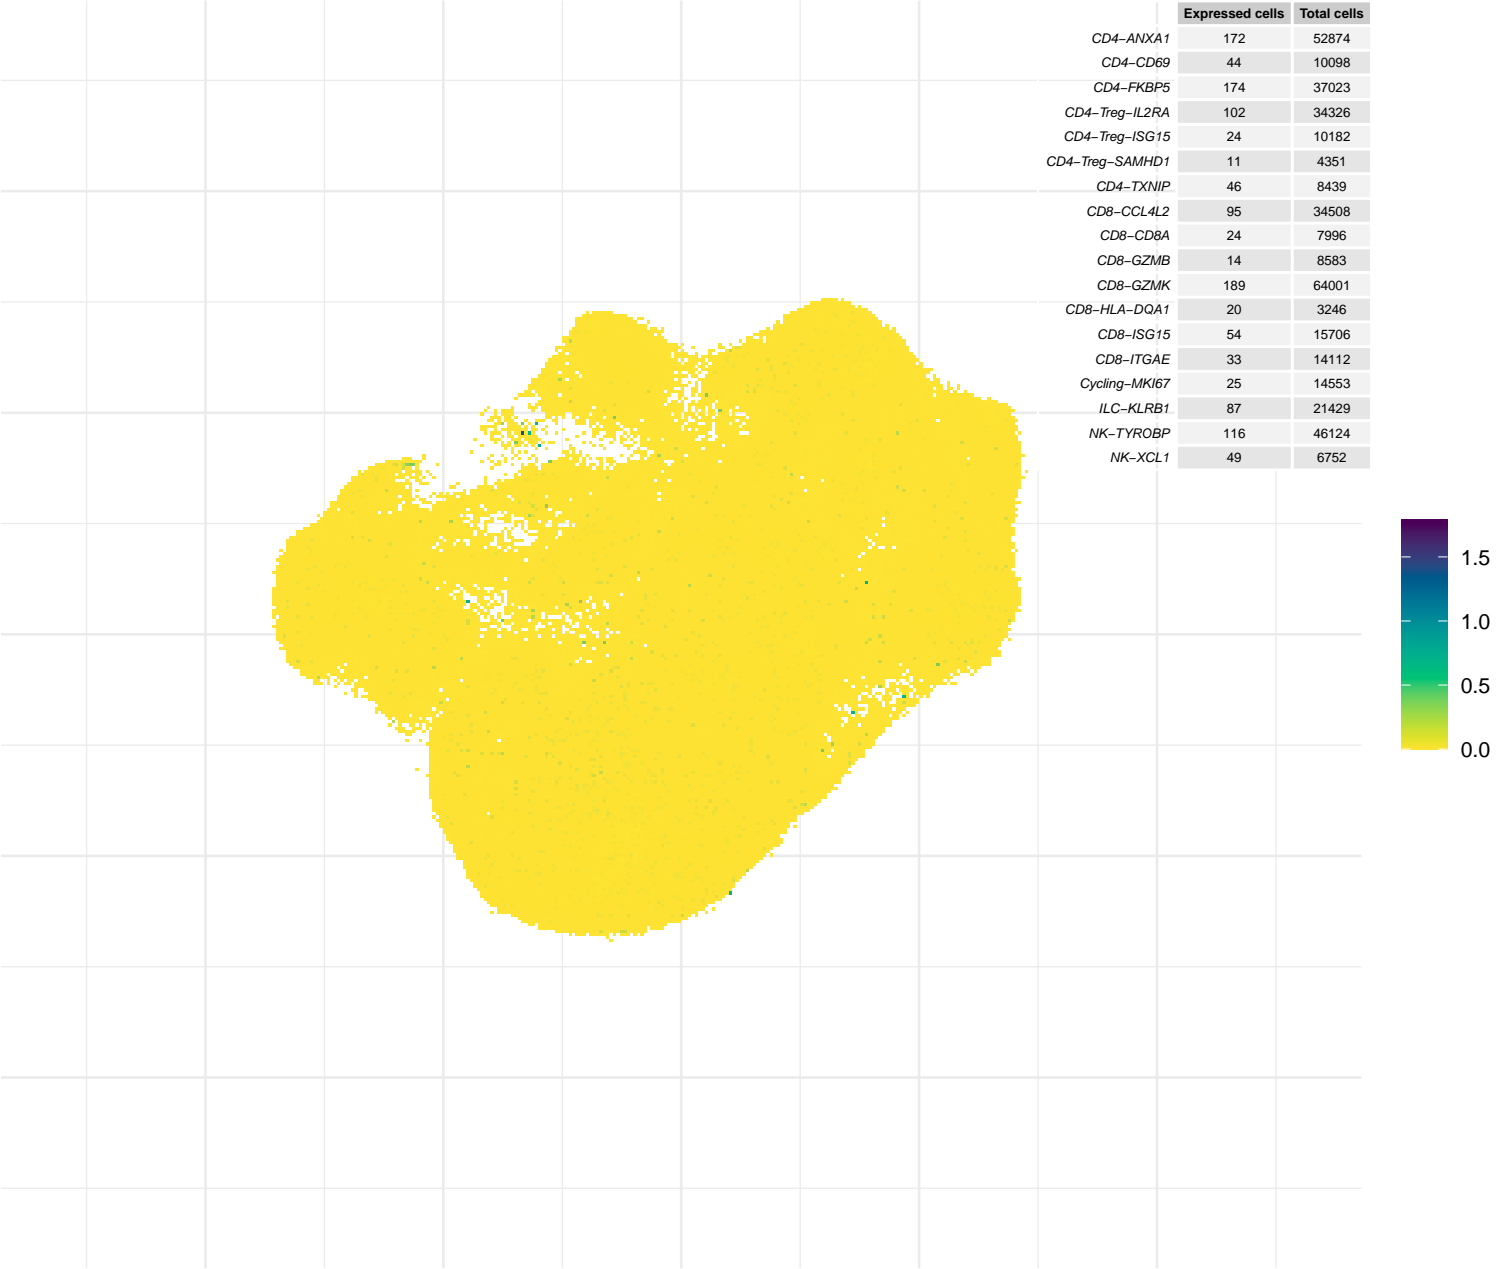 Expressed cells Total cells
CD4−ANXA1 172 52874
CD4−CD69 44 10098
CD4−FKBP5 174 37023
CD4−Treg−IL2RA 102 34326
CD4−Treg−ISG15 24 10182
CD4−Treg−SAMHD1 11 4351
CD4−TXNIP 46 8439
CD8−CCL4L2 95 34508
CD8−CD8A 24 7996
CD8−GZMB 14 8583
CD8−GZMK 189 64001
CD8−HLA−DQA1 20 3246
CD8−ISG15 54 15706
CD8−ITGAE 33 14112
Cycling−MKI67 25 14553
ILC−KLRB1 87 21429
NK−TYROBP 116 46124
NK−XCL1 49 6752
1.5
1.0
0.5
0.0